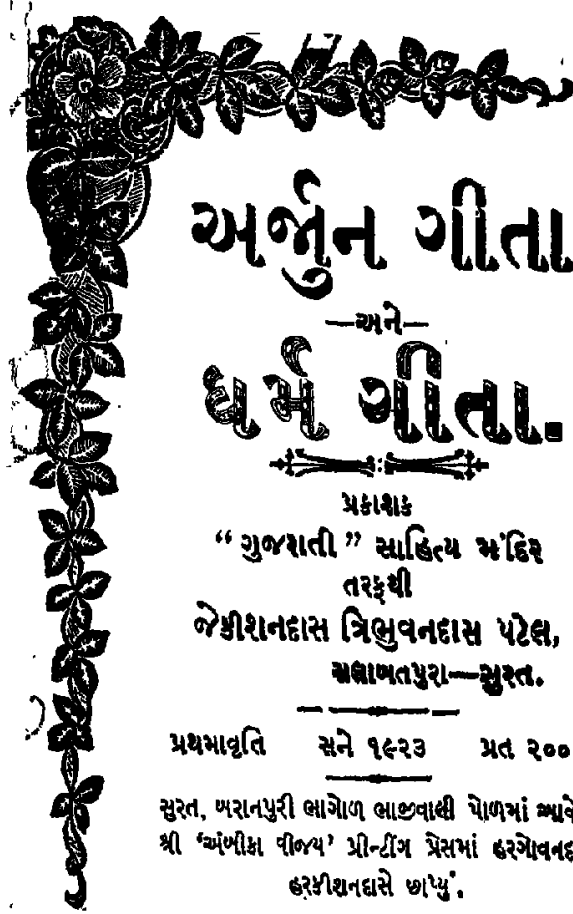 અર્જુન ગીતા
—અને—
ધર્મ ગીતા.
પ્રકાશક
“ ગુજરાતી ” સાહિત્ય મંદિર
તરફથી
જેકીશનદાસ ત્રિભુવનદાસ પટેલ,
સલાબતપુરા—સુરત.
પ્રથમાવૃતિ સને ૧૯૨૩ પ્રત ૨૦૦
સુરત, બરાનપુરી ભાગોળ ભાજીવાલી પોળમાં આવે
શ્રી ‘અંબીકા વીજય’ પ્રીન્ટીંગ પ્રેસમાં હરગોવનદ
હરકીશનદાસે છાપ્યું.